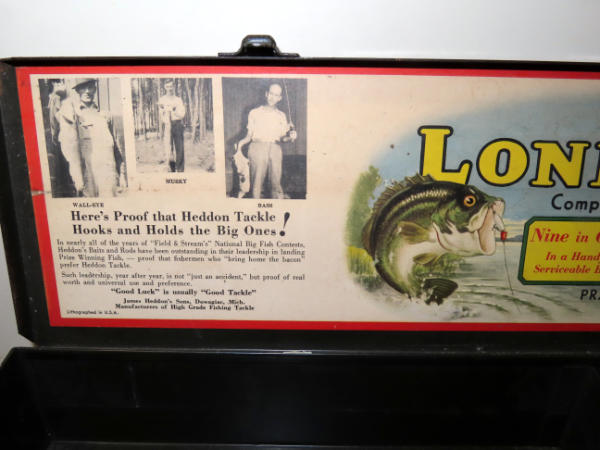 WALL-EYE
MUSKY
BASS
Here's Proof that Heddon Tackle
Hooks and Holds the Big Ones!
In nearly all of the years of "Field & Stream's" National Big Fish Contests,
Heddon's Baits and Rods have been outstanding in their leadership in landing
Prize Winning Fish, — proof that fishermen who "bring home the bacon"
prefer Heddon Tackle.
Such leadership, year after year, is not "just an accident," but proof of real
worth and universal use and preference.
"Good Luck" is usually "Good Tackle"
James Heddon's Sons, Dowagiac, Mich.
Manufacturers of High Grade Fishing Tackle
Lithographed in U.S.A.
LON
Comp
Nine in
In a Hand
Serviceable
PR